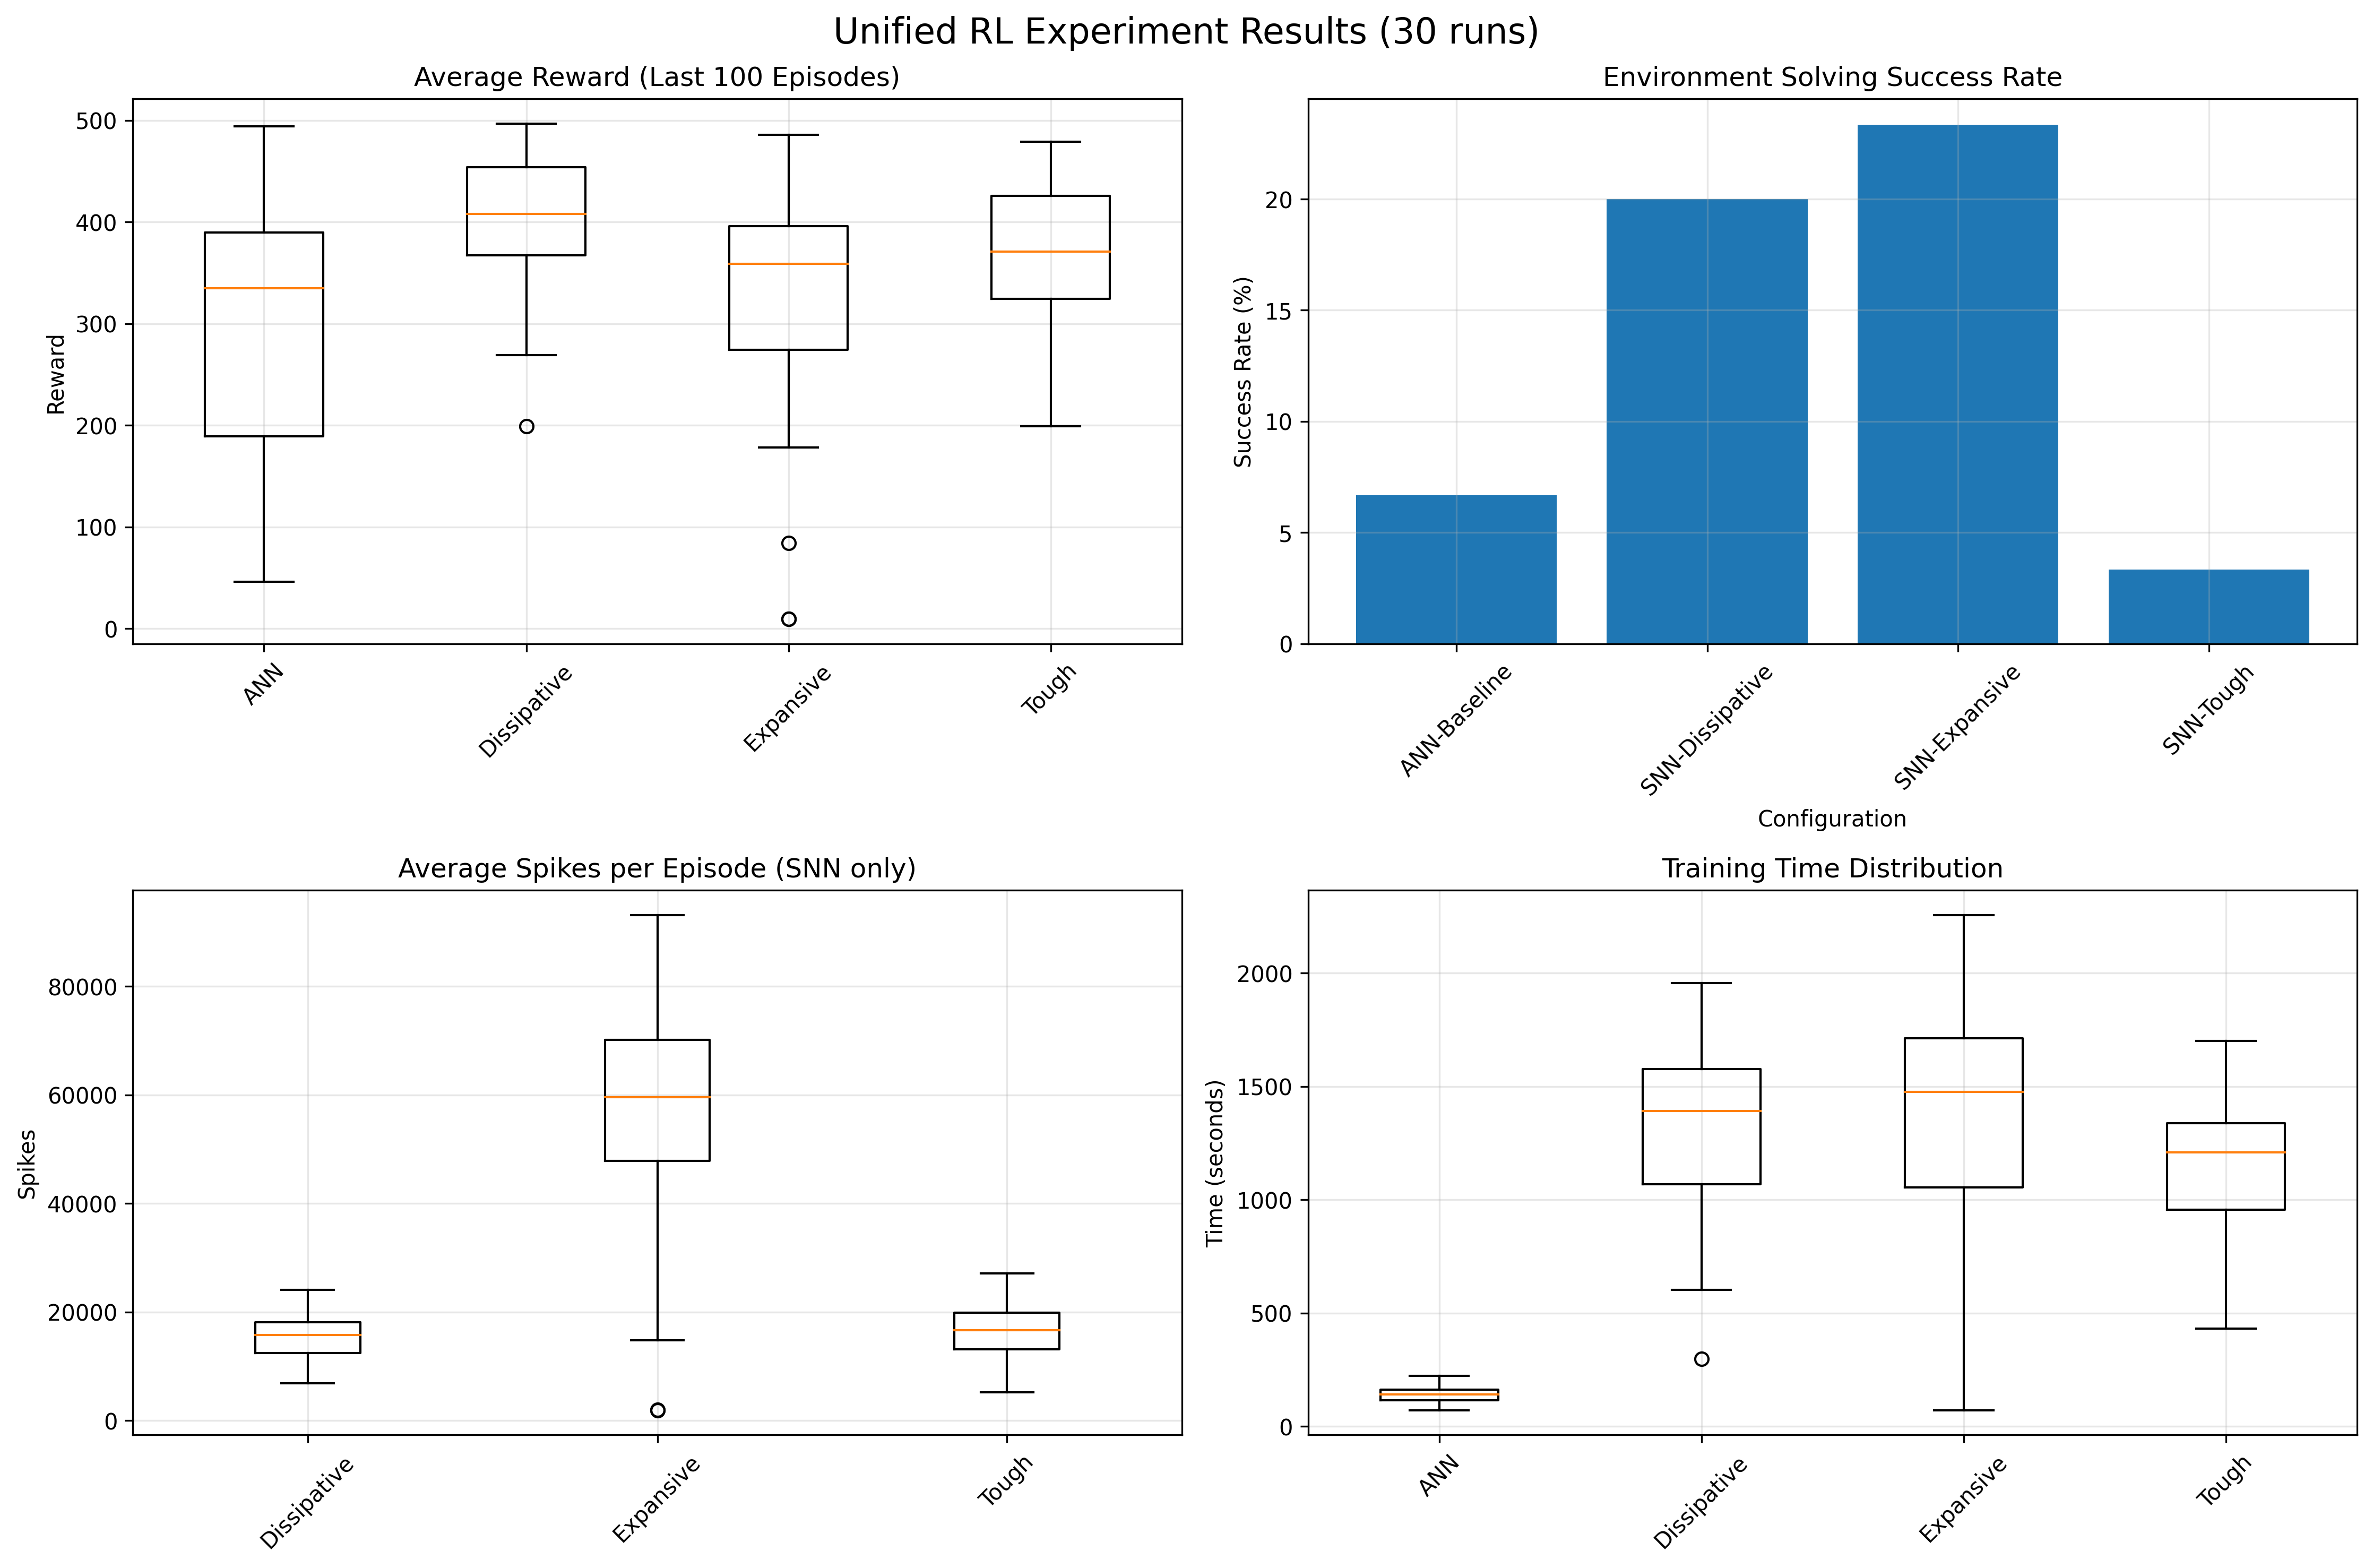 Unified RL Experiment Results (30 runs)
Average Reward (Last 100 Episodes)
Reward
500
400
300
200
100
0
ANN
Dissipative
Expansive
Tough
Environment Solving Success Rate
Success Rate (%)
20
15
10
5
0
ANN-Baseline
SNN-Dissipative
SNN-Expansive
SNN-Tough
Configuration
Average Spikes per Episode (SNN only)
Spikes
80000
60000
40000
20000
0
Dissipative
Expansive
Tough
Training Time Distribution
Time (seconds)
2000
1500
1000
500
0
ANN
Dissipative
Expansive
Tough